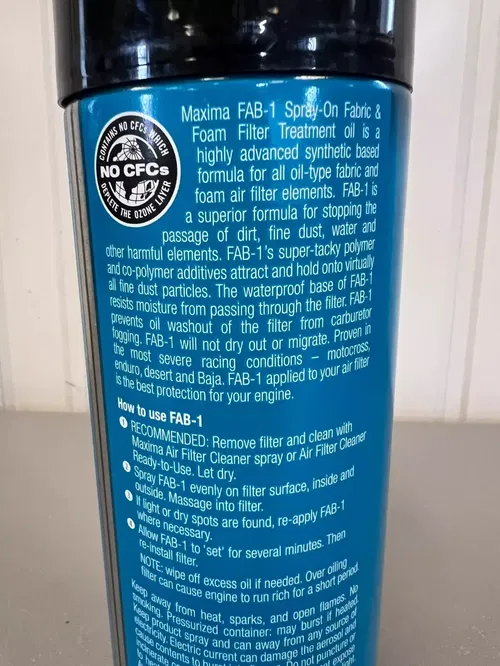 CONTAINS NO CFCs WHICH
NO CFCs
DEPLETE THE OZONE LAYER
Maxima FAB-1 Spray-On Fabric &
Foam Filter Treatment oil is a
highly advanced synthetic based
formula for all oil-type fabric and
foam air filter elements. FAB-1 is
a superior formula for stopping the
passage of dirt, fine dust, water and
other harmful elements. FAB-1's super-tacky polymer
and co-polymer additives attract and hold onto virtually
all fine dust particles. The waterproof base of FAB-1
resists moisture from passing through the filter. FAB-1
prevents oil washout of the filter from carburetor
fogging. FAB-1 will not dry out or migrate. Proven in
the most severe racing conditions – motocross,
enduro, desert and Baja. FAB-1 applied to your air filter
is the best protection for your engine.
How to use FAB-1
1 RECOMMENDED: Remove filter and clean with
Maxima Air Filter Cleaner spray or Air Filter Cleaner
Ready-to-Use. Let dry.
2 Spray FAB-1 evenly on filter surface, inside and
outside. Massage into filter.
3 If light or dry spots are found, re-apply FAB-1
where necessary.
4 Allow FAB-1 to 'set' for several minutes. Then
re-install filter.
NOTE: wipe off excess oil if needed. Over oiling
filter can cause engine to run rich for a short period.
Keep away from heat, sparks, and open flames. No
smoking. Pressurized container: may burst if heated.
Keep product spray and can away from any source of
electricity. Electric current can damage the aerosol and
cause contents to burst
Do not puncture or
expose